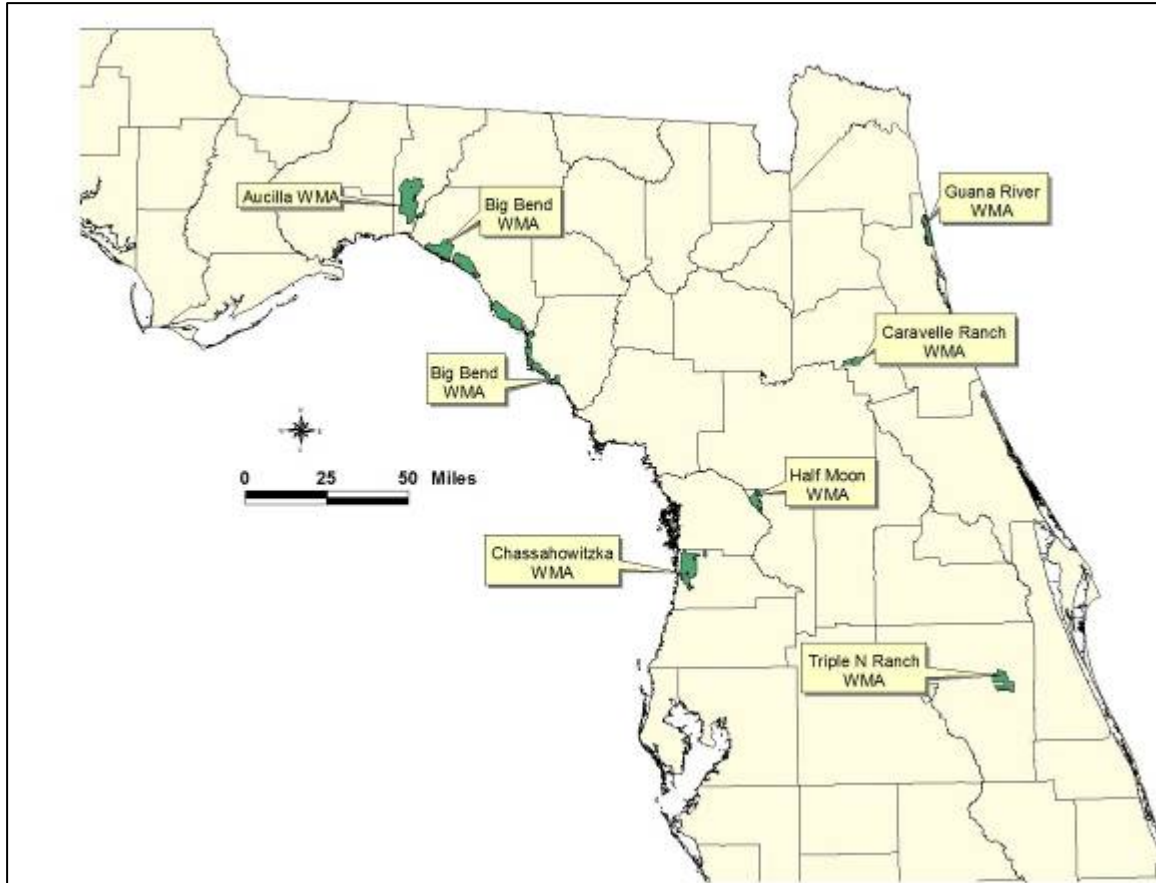 Aucilla WMA
Big Bend
WMA
Guana River
WMA
Caravelle Ranch
WMA
Big Bend
WMA
0 25 50 Miles
Half Moon
WMA
Chassahowitzka
WMA
Triple N Ranch
WMA